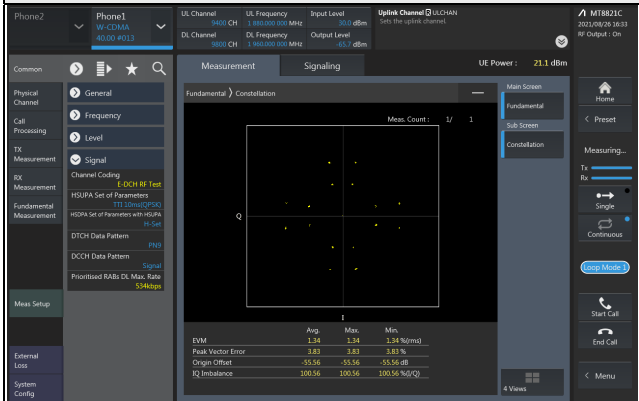 Phone2
Phone1
W-CDMA
40.00 #013
UL Channel
9400 CH
UL Frequency
1 880.000 000 MHz
Input Level
30.0 dBm
DL Channel
9800 CH
DL Frequency
1 960.000 000 MHz
Output Level
-65.7 dBm
Uplink Channel ULCHAN
Sets the uplink channel.
MT8821C
2021/08/26 16:33
RF Output : On
Common
Measurement
Signaling
UE Power : 21.1 dBm
Physical
Channel
Call
Processing
TX
Measurement
RX
Measurement
Fundamental
Measurement
Meas Setup
External
Loss
System
Config
General
Frequency
Level
Signal
Channel Coding
E-DCH RF Test
HSUPA Set of Parameters
TTI 10ms(QPSK)
HSDPA Set of Parameters with HSUPA
H-Set
DTCH Data Pattern
PN9
DCCH Data Pattern
Signal
Prioritised RABs DL Max. Rate
534kbps
Fundamental > Constellation
Meas. Count : 1/ 1
Q
I
Avg. Max. Min.
EVM 1.34 1.34 1.34 %(rms)
Peak Vector Error 3.83 3.83 3.83 %
Origin Offset -55.56 -55.56 -55.56 dB
IQ Imbalance 100.56 100.56 100.56 %(I/Q)
Main Screen
Fundamental
Sub Screen
Constellation
4 Views
Home
< Preset
Measuring...
Tx
Rx
Single
Continuous
Loop Mode 1
Start Call
End Call
< Menu